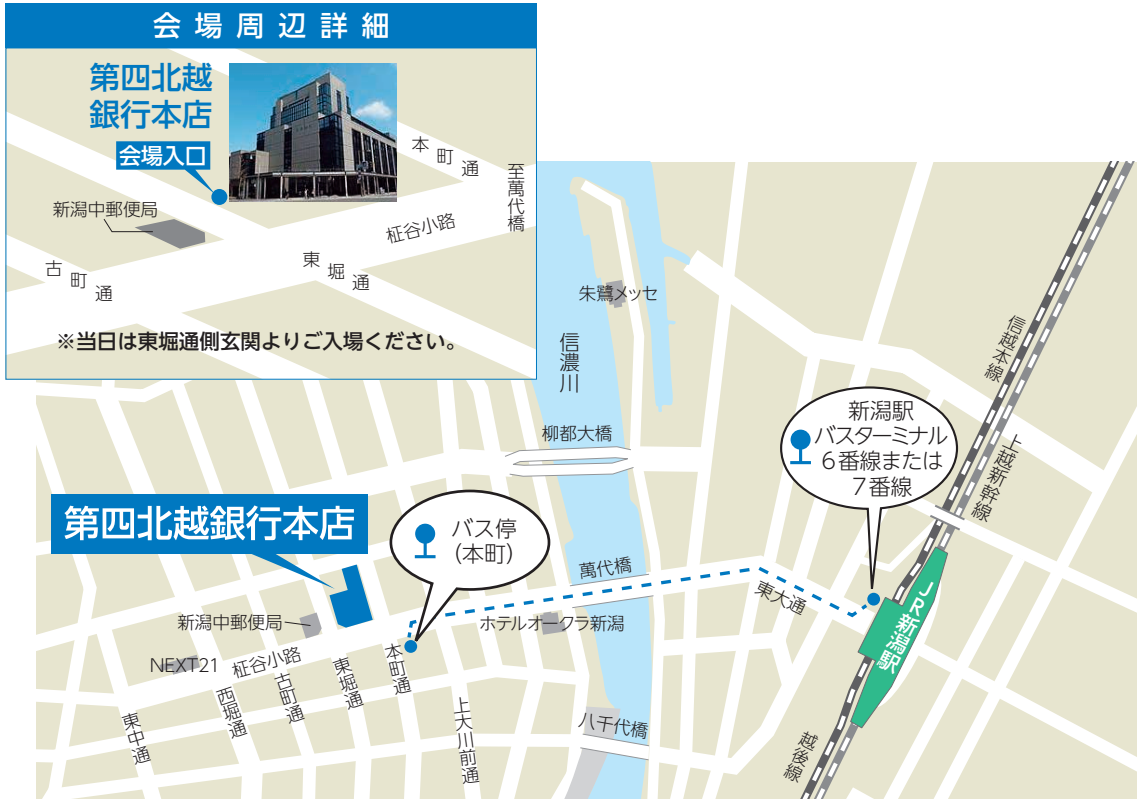 会場周辺詳細
第四北越
銀行本店
会場入口
新潟中郵便局
本町通
至萬代橋
柾谷小路
東堀通
古町通
※当日は東堀通側玄関よりご入場ください。
朱鷺メッセ
信濃川
信越本線
上越新幹線
新潟駅
バスターミナル
6番線または
7番線
柳都大橋
第四北越銀行本店
バス停
(本町)
萬代橋
東大通
JR新潟駅
新潟中郵便局
ホテルオークラ新潟
NEXT21
柾谷小路
東中通
西堀通
古町通
東堀通
本町通
上大川前通
八千代橋
越後線